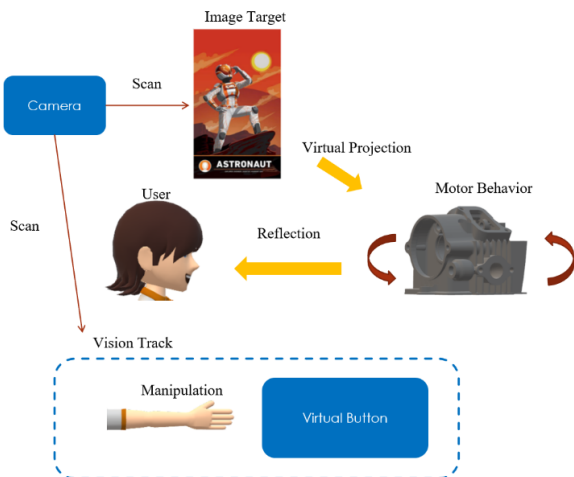 Image Target
Scan
Camera
ASTRONAUT
Virtual Projection
User
Motor Behavior
Scan
Reflection
Vision Track
Manipulation
Virtual Button